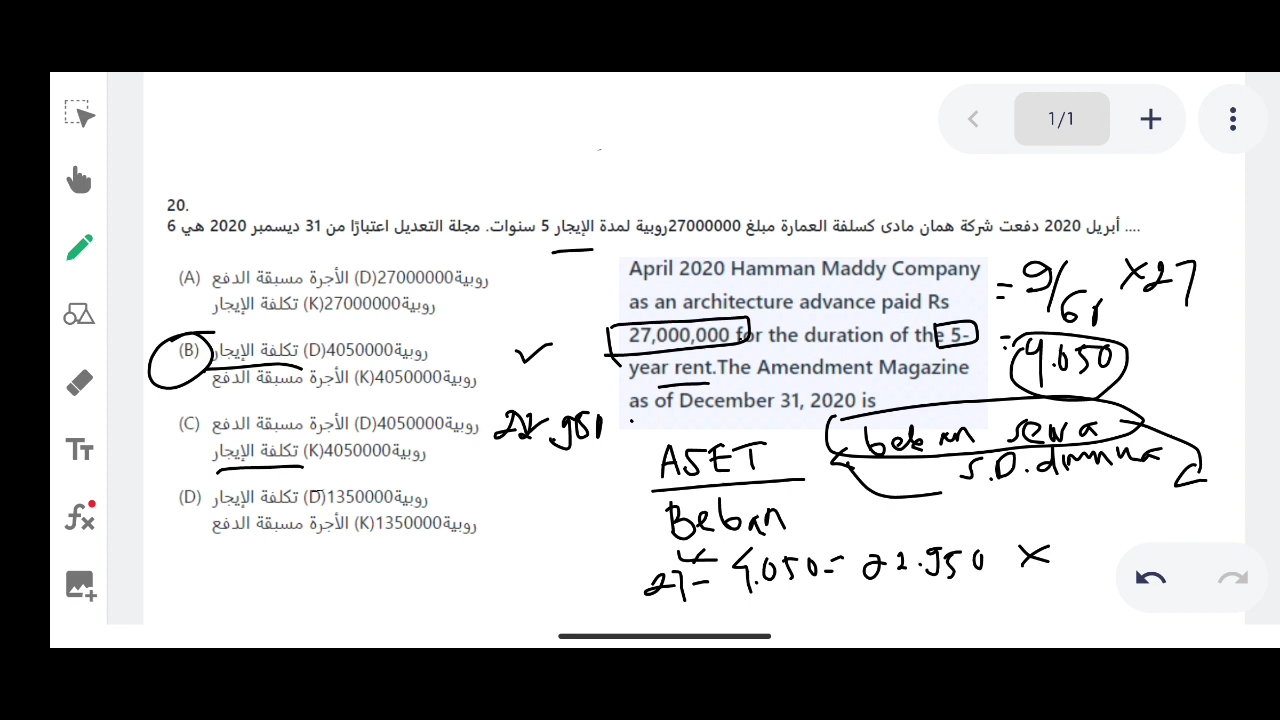 1/1
20.
6 أبريل 2020 دفعت شركة همان مادى كسلفة العمارة مبلغ 27000000روبية لمدة الإيجار 5 سنوات. مجلة التعديل اعتبارًا من 31 ديسمبر 2020 هي ....
(A) الأجرة مسبقة الدفع (D)27000000روبية
تكلفة الإيجار (K)27000000روبية
(B) تكلفة الإيجار (D)4050000روبية
الأجرة مسبقة الدفع (K)4050000روبية
(C) الأجرة مسبقة الدفع (D)4050000روبية
تكلفة الإيجار (K)4050000روبية
(D) تكلفة الإيجار (D)1350000روبية
الأجرة مسبقة الدفع (K)1350000روبية
April 2020 Hamman Maddy Company
as an architecture advance paid Rs
27,000,000 for the duration of the 5-
year rent.The Amendment Magazine
as of December 31, 2020 is
= 9/60 × 27
= 4.050
22.950
beban sewa
S.D. dimuka
ASET
Beban
27 - 4.050 = 22.950 ×
Tт
fx